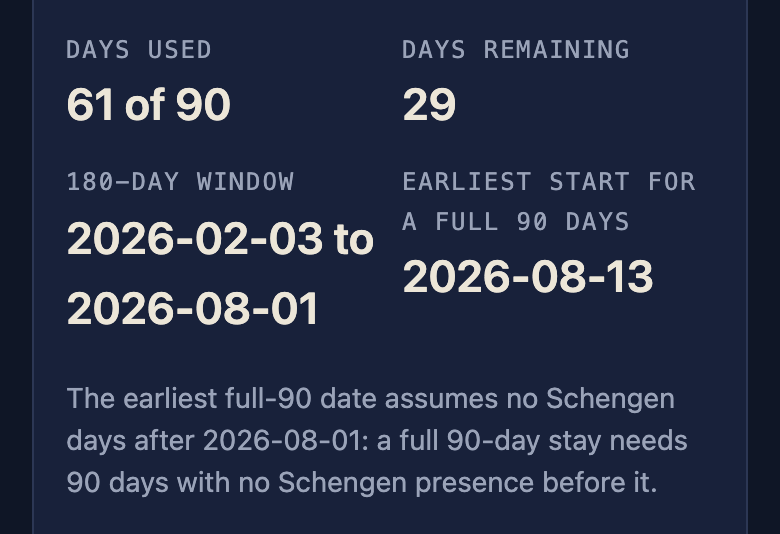 DAYS USED
61 of 90
DAYS REMAINING
29
180-DAY WINDOW
2026-02-03 to
2026-08-01
EARLIEST START FOR
A FULL 90 DAYS
2026-08-13
The earliest full-90 date assumes no Schengen
days after 2026-08-01: a full 90-day stay needs
90 days with no Schengen presence before it.